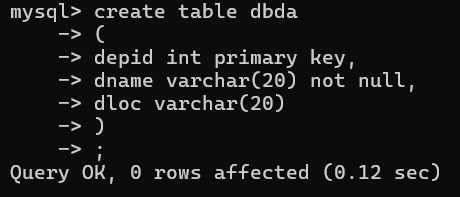 mysql> create table dbda
    -> (
    -> depid int primary key,
    -> dname varchar(20) not null,
    -> dloc varchar(20)
    -> )
    -> ;
Query OK, 0 rows affected (0.12 sec)